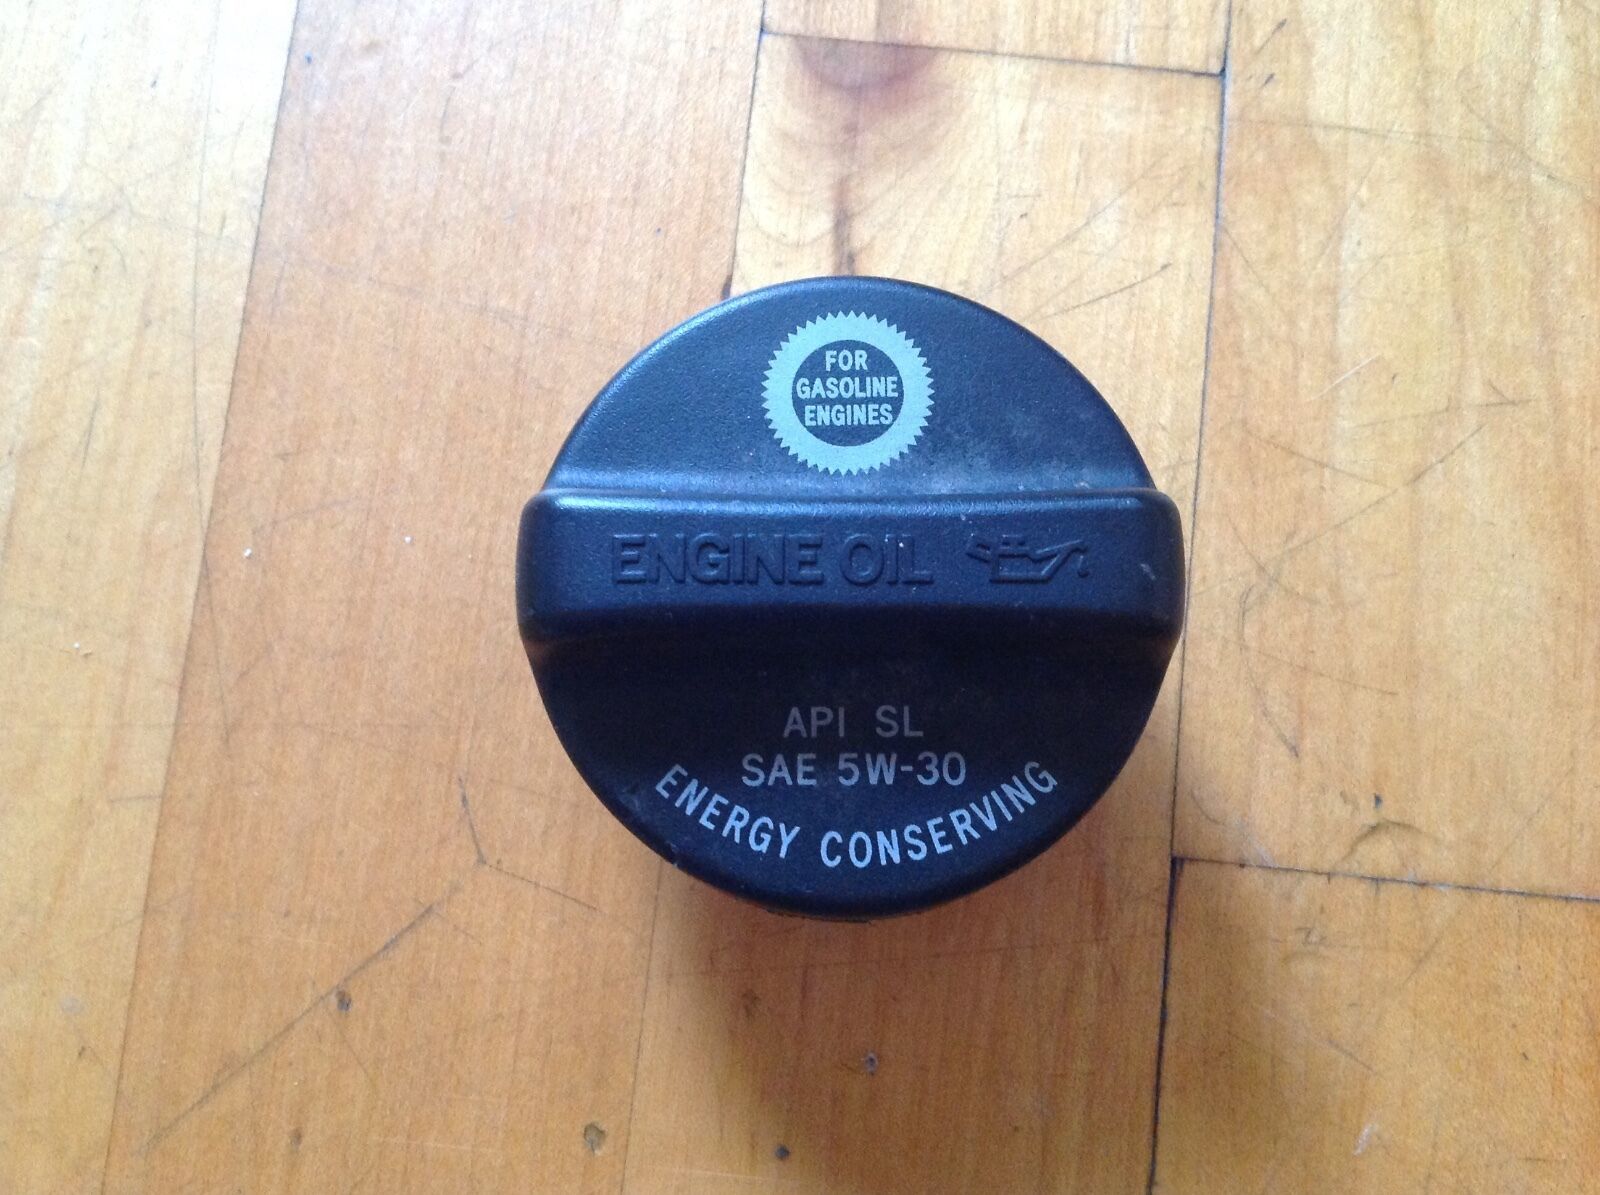 FOR
GASOLINE
ENGINES
ENGINE OIL
API SL
SAE 5W-30
ENERGY CONSERVING